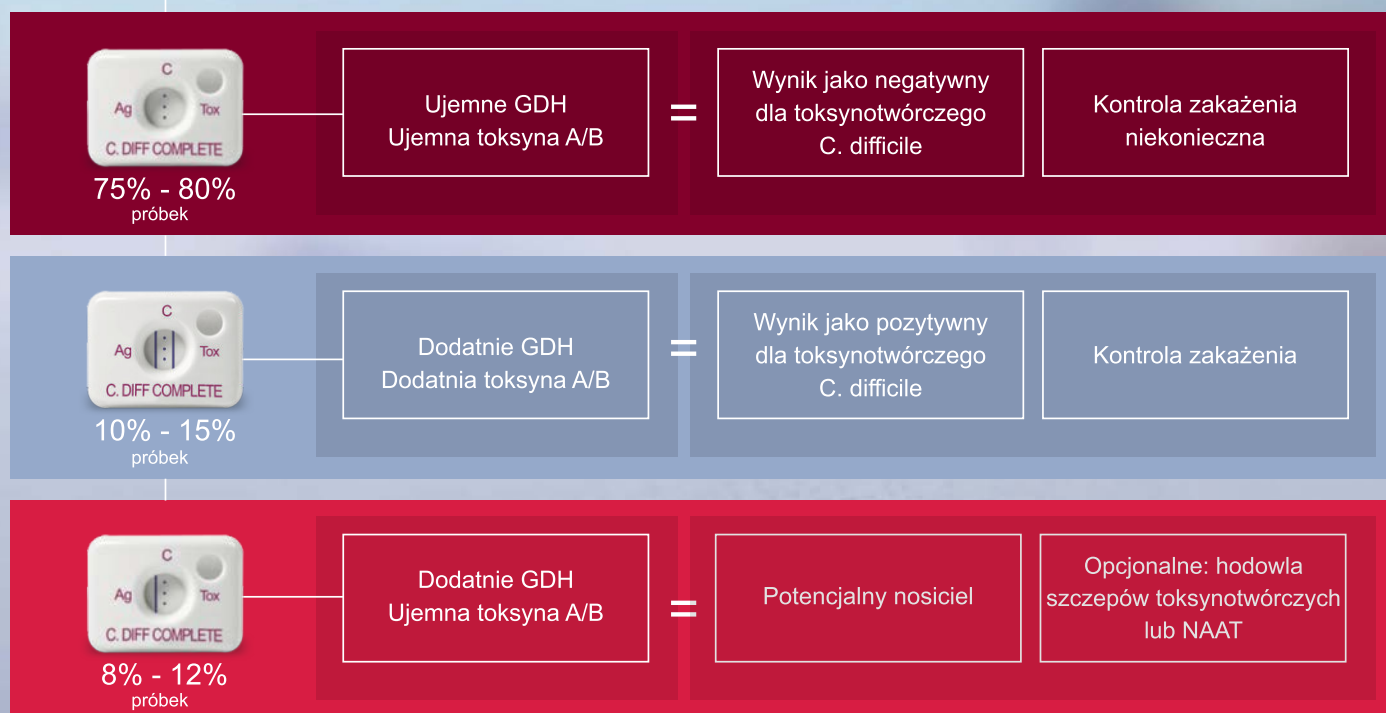 C
Ag
Tox
C. DIFF COMPLETE
75% - 80%
próbek
Ujemne GDH
Ujemna toksyna A/B
=
Wynik jako negatywny
dla toksynotwórczego
C. difficile
Kontrola zakażenia
niekonieczna
C
Ag
Tox
C. DIFF COMPLETE
10% - 15%
próbek
Dodatnie GDH
Dodatnia toksyna A/B
=
Wynik jako pozytywny
dla toksynotwórczego
C. difficile
Kontrola zakażenia
C
Ag
Tox
C. DIFF COMPLETE
8% - 12%
próbek
Dodatnie GDH
Ujemna toksyna A/B
=
Potencjalny nosiciel
Opcjonalne: hodowla
szczepów toksynotwórczych
lub NAAT